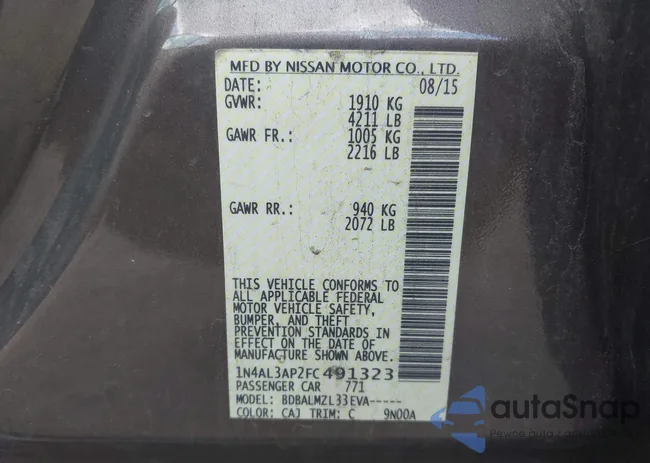 MFD BY NISSAN MOTOR CO., LTD.
DATE: 08/15
GVWR: 1910 KG
4211 LB
GAWR FR.: 1005 KG
2216 LB
GAWR RR.: 940 KG
2072 LB
THIS VEHICLE CONFORMS TO
ALL APPLICABLE FEDERAL
MOTOR VEHICLE SAFETY,
BUMPER, AND THEFT
PREVENTION STANDARDS IN
EFFECT ON THE DATE OF
MANUFACTURE SHOWN ABOVE.
1N4AL3AP2FC491323
PASSENGER CAR 771
MODEL: BDBALMZL33EVA-----
COLOR: CAJ TRIM: C 9N00A
autaSnap
Pewne auta